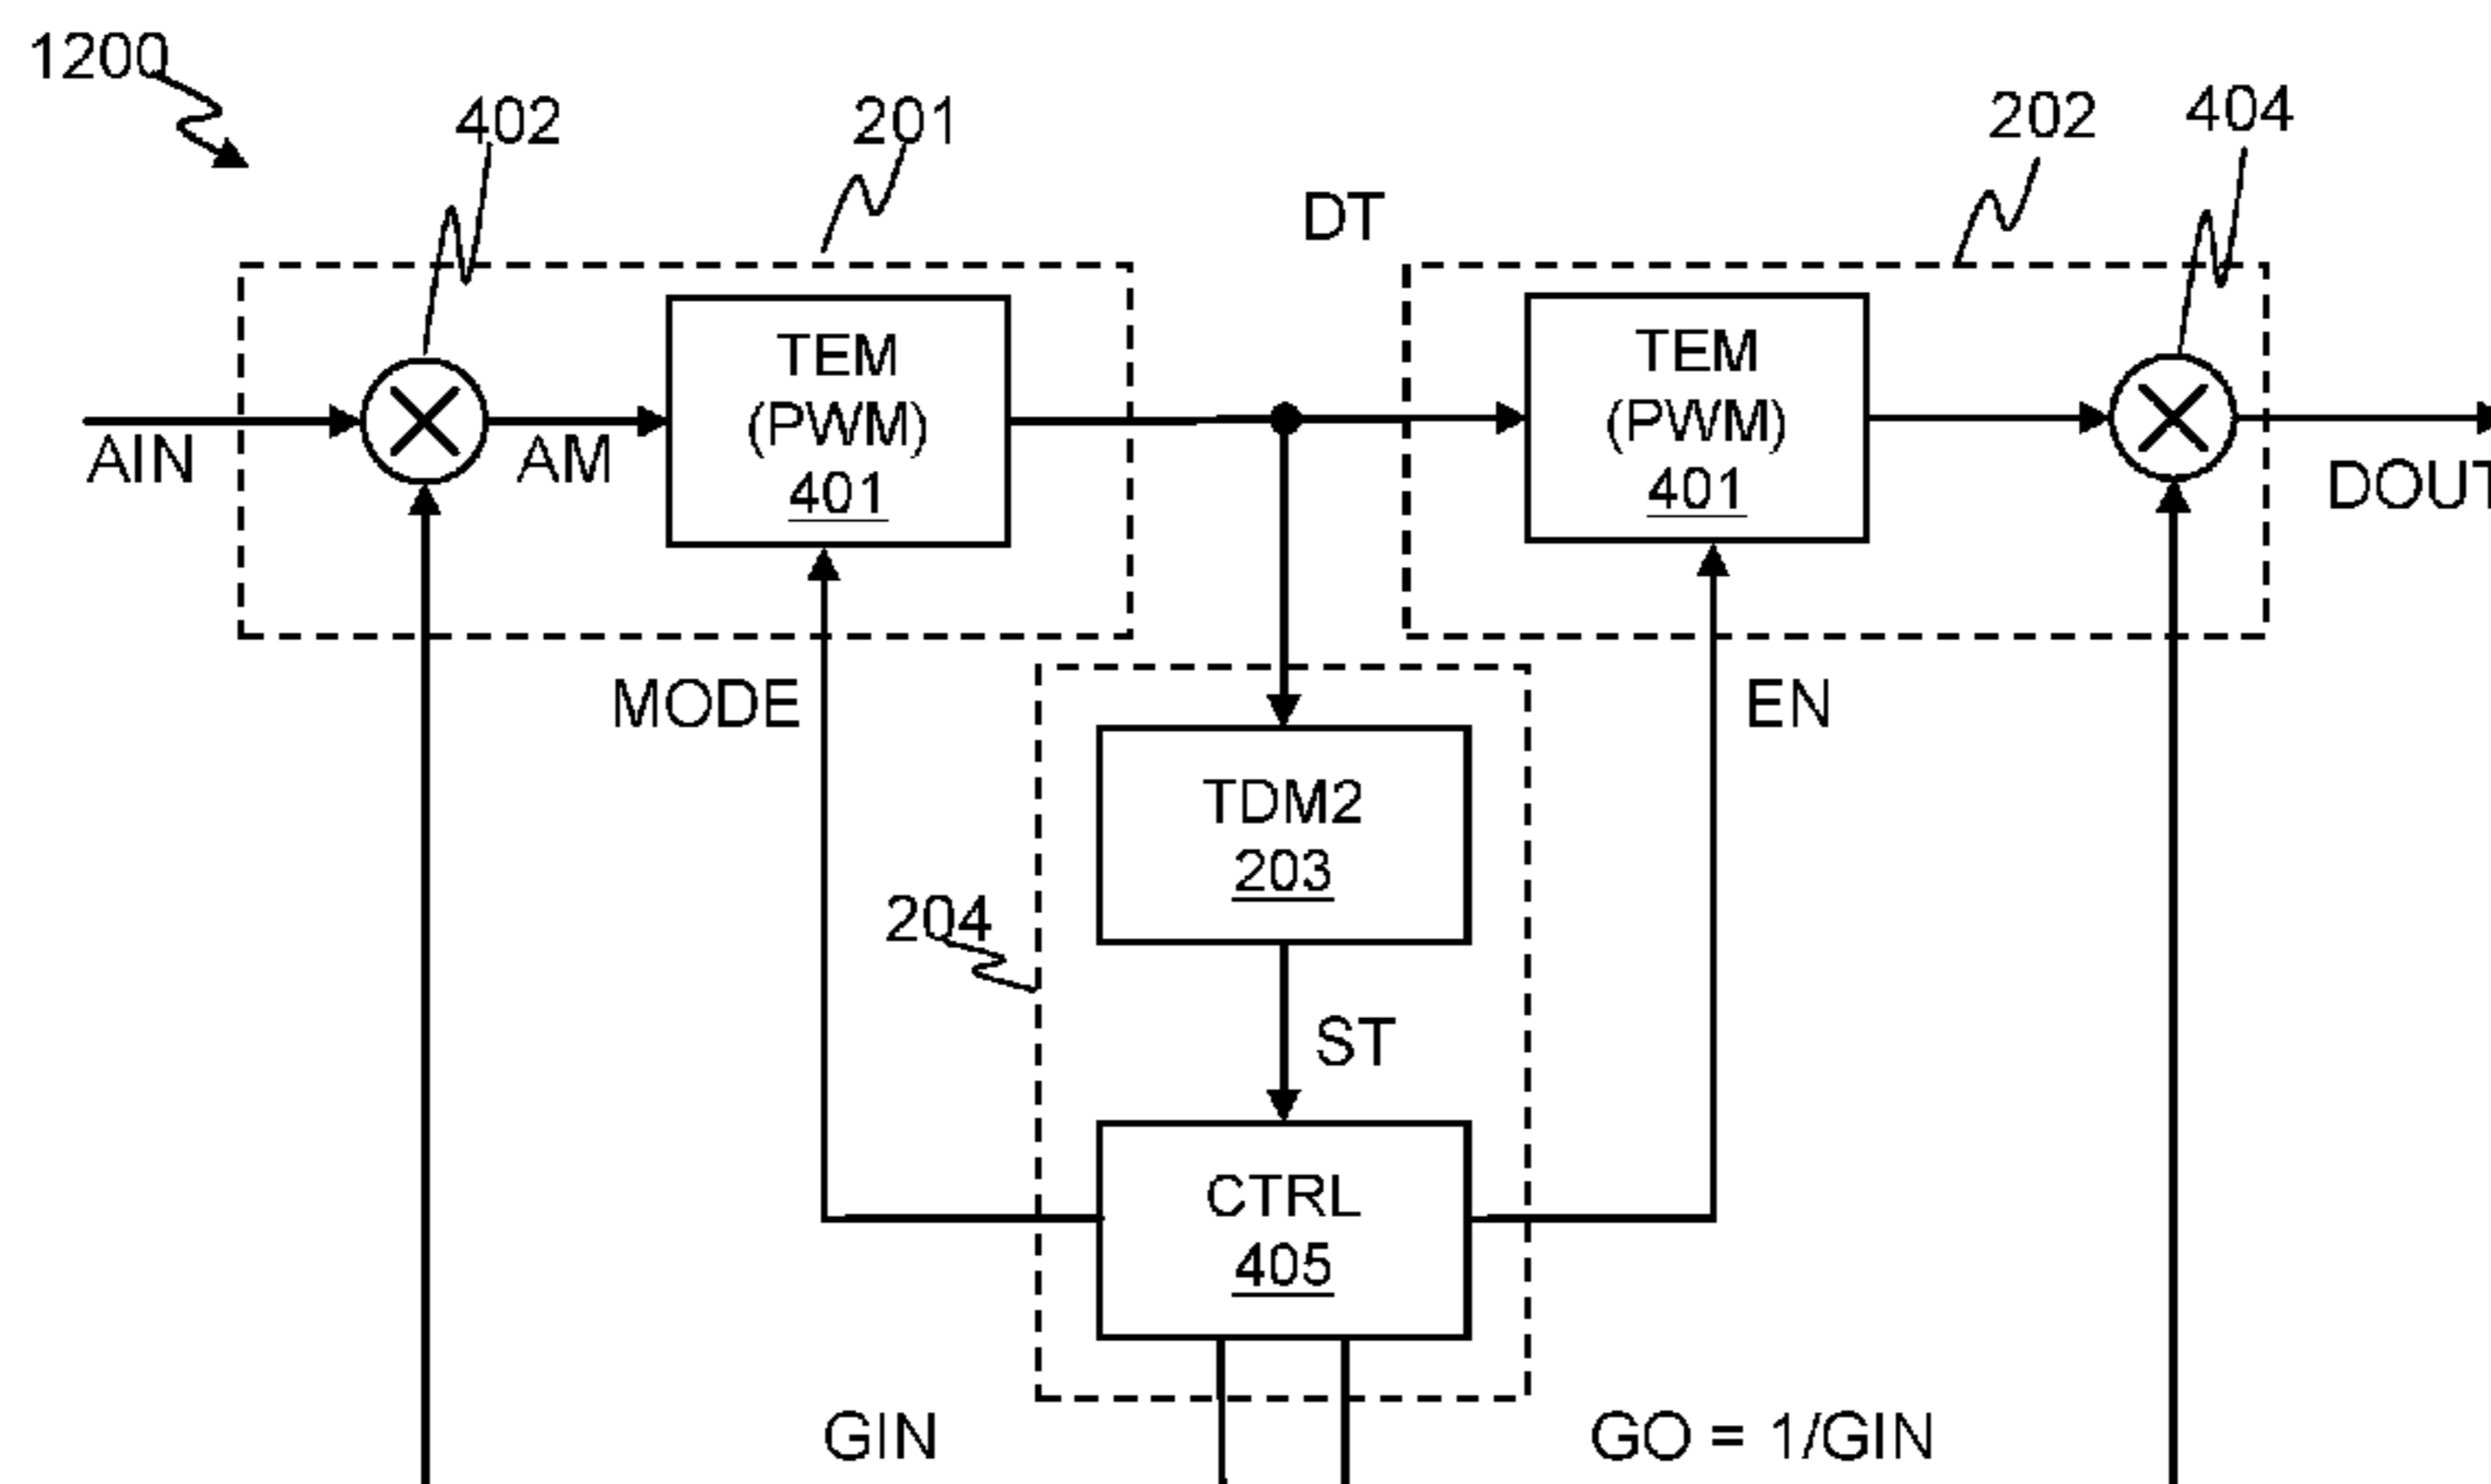 1200
402
201
202
404
DT
TEM
(PWM)
401
TEM
(PWM)
401
AIN
AM
DOUT
MODE
EN
TDM2
203
204
ST
CTRL
405
GIN
GO = 1/GIN